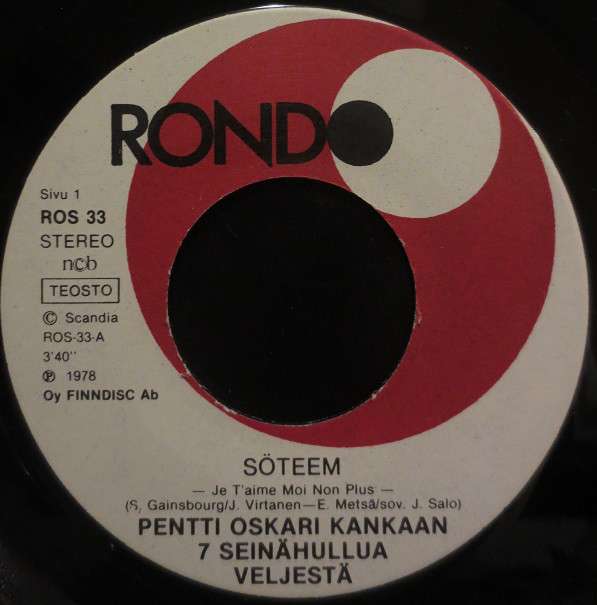 RONDO
Sivu 1
ROS 33
STEREO
ncb
TEOSTO
© Scandia
ROS-33-A
3'40''
℗ 1978
Oy FINNDISC Ab
SÖTEEM
— Je T'aime Moi Non Plus —
(S. Gainsbourg/J. Virtanen—E. Metsä/sov. J. Salo)
PENTTI OSKARI KANKAAN
7 SEINÄHULLUA
VELJESTÄ